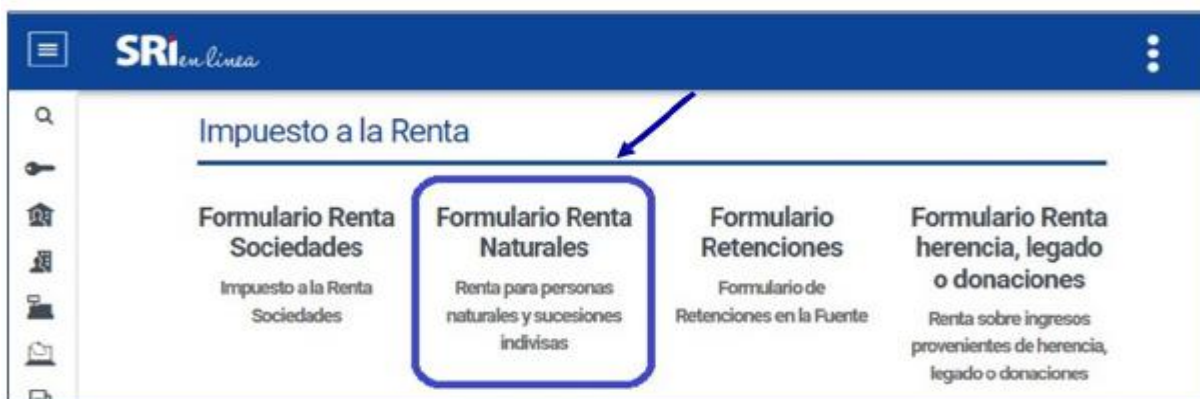 SRi en línea
Impuesto a la Renta
Formulario Renta
Sociedades
Impuesto a la Renta
Sociedades
Formulario Renta
Naturales
Renta para personas
naturales y sucesiones
indivisas
Formulario
Retenciones
Formulario de
Retenciones en la Fuente
Formulario Renta
herencia, legado
o donaciones
Renta sobre ingresos
provenientes de herencia,
legado o donaciones